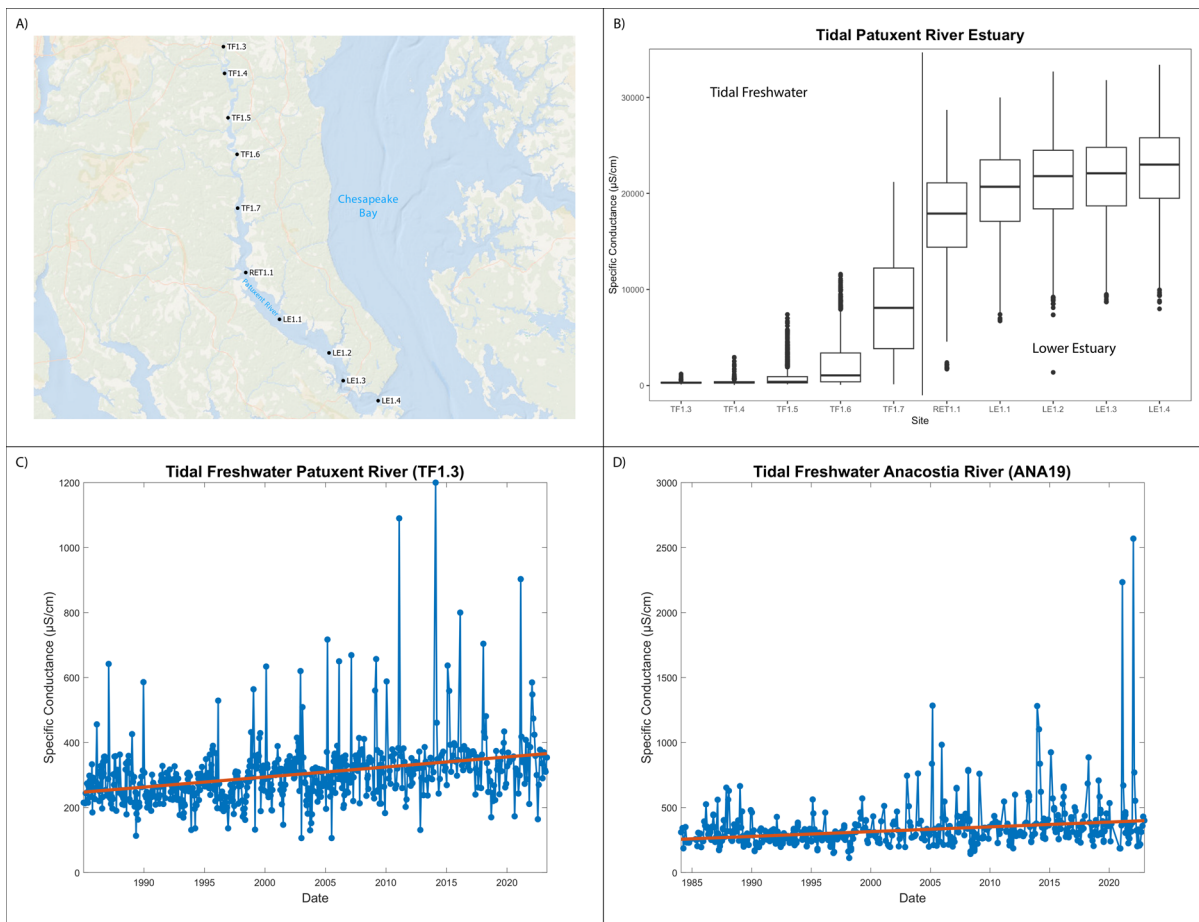 A)
TF1.3
TF1.4
TF1.5
TF1.6
TF1.7
RET1.1
LE1.1
LE1.2
LE1.3
LE1.4
Patuxent River
Chesapeake
Bay
B)
Tidal Patuxent River Estuary
Tidal Freshwater
Lower Estuary
Specific Conductance (µS/cm)
30000
20000
10000
0
TF1.3 TF1.4 TF1.5 TF1.6 TF1.7 RET1.1 LE1.1 LE1.2 LE1.3 LE1.4
Site
C)
Tidal Freshwater Patuxent River (TF1.3)
Specific Conductance (µS/cm)
1200
1000
800
600
400
200
0
1990 1995 2000 2005 2010 2015 2020
Date
D)
Tidal Freshwater Anacostia River (ANA19)
Specific Conductance (µS/cm)
3000
2500
2000
1500
1000
500
0
1985 1990 1995 2000 2005 2010 2015 2020
Date